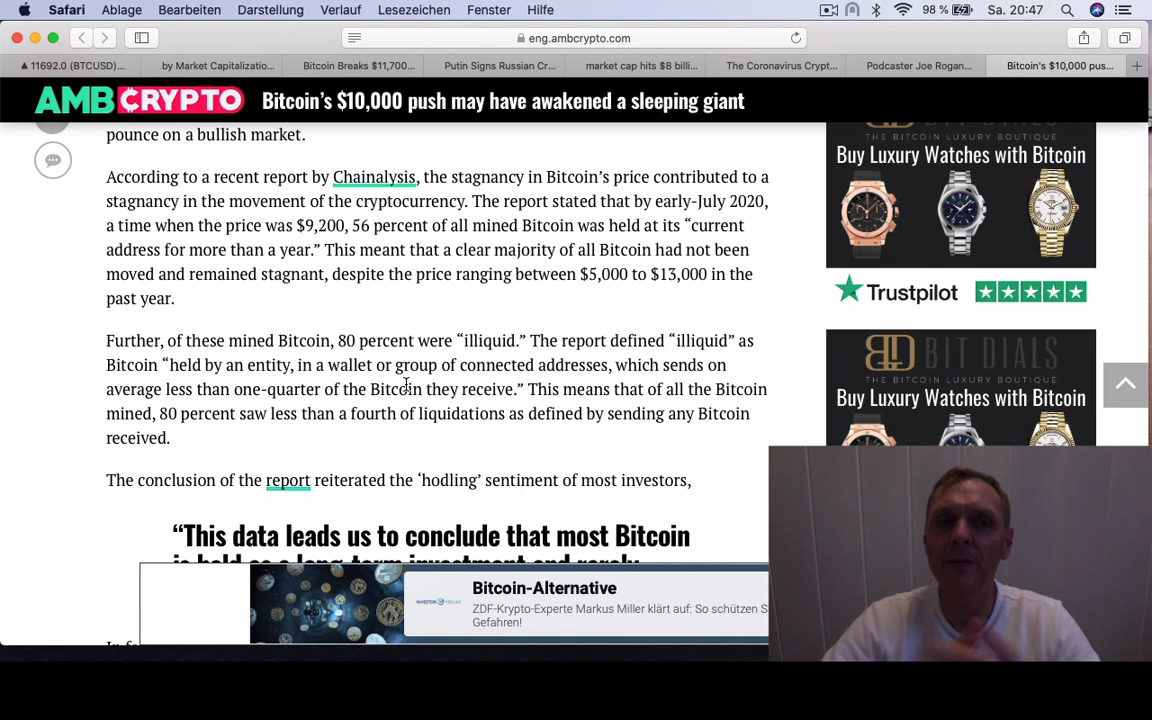 Safari Ablage Bearbeiten Darstellung Verlauf Lesezeichen Fenster Hilfe 98 % Sa. 20:47
eng.ambcrypto.com
▲ 11692.0 (BTCUSD)... by Market Capitalizatio... Bitcoin Breaks $11,700... Putin Signs Russian Cr... market cap hits $8 billi... The Coronavirus Crypt... Podcaster Joe Rogan... Bitcoin's $10,000 pus...
AMBCRYPTO Bitcoin’s $10,000 push may have awakened a sleeping giant
pounce on a bullish market.
According to a recent report by Chainalysis, the stagnancy in Bitcoin’s price contributed to a
stagnancy in the movement of the cryptocurrency. The report stated that by early-July 2020,
a time when the price was $9,200, 56 percent of all mined Bitcoin was held at its “current
address for more than a year.” This meant that a clear majority of all Bitcoin had not been
moved and remained stagnant, despite the price ranging between $5,000 to $13,000 in the
past year.
Further, of these mined Bitcoin, 80 percent were “illiquid.” The report defined “illiquid” as
Bitcoin “held by an entity, in a wallet or group of connected addresses, which sends on
average less than one-quarter of the Bitcoin they receive.” This means that of all the Bitcoin
mined, 80 percent saw less than a fourth of liquidations as defined by sending any Bitcoin
received.
The conclusion of the report reiterated the ‘hodling’ sentiment of most investors,
“This data leads us to conclude that most Bitcoin
is held as a long-term investment and rarely
BIT DIALS
THE BITCOIN LUXURY BOUTIQUE
Buy Luxury Watches with Bitcoin
Trustpilot
BIT DIALS
THE BITCOIN LUXURY BOUTIQUE
Buy Luxury Watches with Bitcoin
Bitcoin-Alternative
INVESTOR VERLAG
ZDF-Krypto-Experte Markus Miller klärt auf: So schützen S
Gefahren!